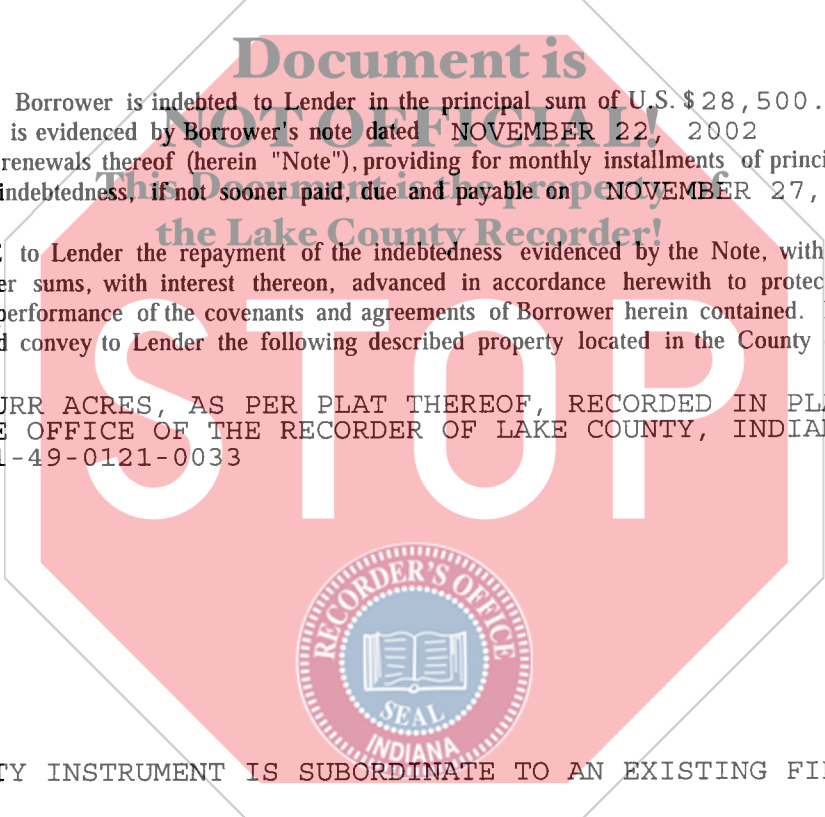 Document is
Borrower is indebted to Lender in the principal sum of U.S. $28,500.
NOT OFFICIAL!
is evidenced by Borrower's note dated NOVEMBER 22, 2002
renewals thereof (herein "Note"), providing for monthly installments of princi
This Document is the property of
indebtedness, if not sooner paid, due and payable on NOVEMBER 27,
the Lake County Recorder!
to Lender the repayment of the indebtedness evidenced by the Note, with
er sums, with interest thereon, advanced in accordance herewith to protec
performance of the covenants and agreements of Borrower herein contained.
d convey to Lender the following described property located in the County
URR ACRES, AS PER PLAT THEREOF, RECORDED IN PLA
E OFFICE OF THE RECORDER OF LAKE COUNTY, INDIAN
-49-0121-0033
STOP
RECORDER'S OFFICE
SEAL
INDIANA
TY INSTRUMENT IS SUBORDINATE TO AN EXISTING FI